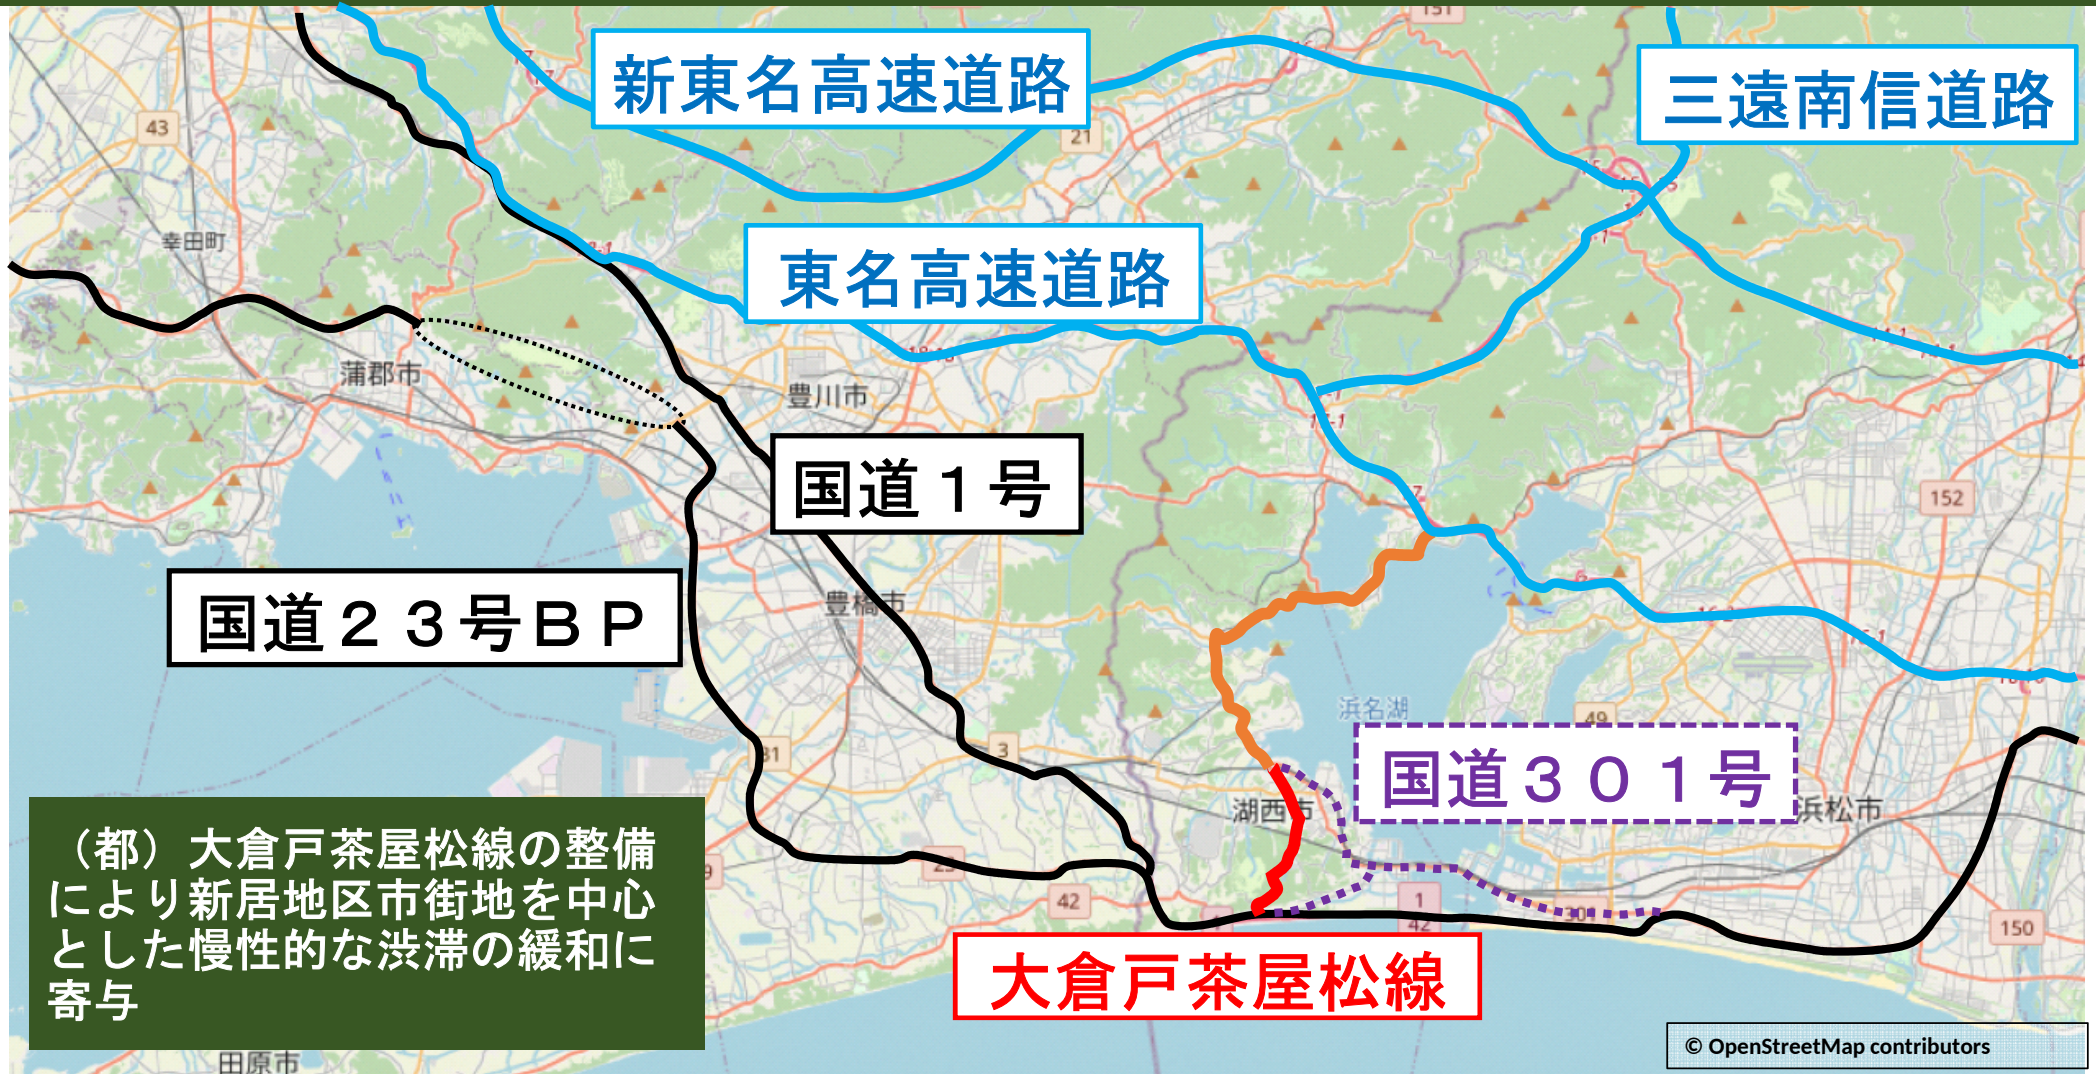 新東名高速道路
三遠南信道路
151
43
21
幸田町
東名高速道路
蒲郡市
豊川市
国道1号
152
国道23号BP
豊橋市
浜名湖
49
国道301号
31
3
湖西市
浜松市
(都)大倉戸茶屋松線の整備
により新居地区市街地を中心
とした慢性的な渋滞の緩和に
寄与
23
42
1
42
301
150
大倉戸茶屋松線
© OpenStreetMap contributors
田原市